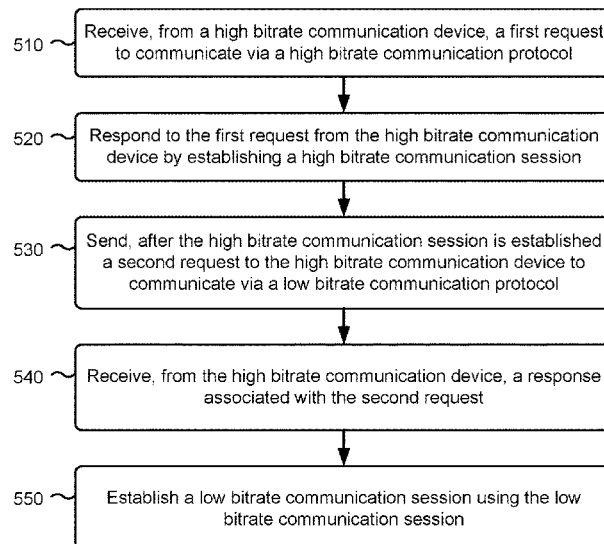 510
Receive, from a high bitrate communication device, a first request
to communicate via a high bitrate communication protocol
520
Respond to the first request from the high bitrate communication
device by establishing a high bitrate communication session
530
Send, after the high bitrate communication session is established
a second request to the high bitrate communication device to
communicate via a low bitrate communication protocol
540
Receive, from the high bitrate communication device, a response
associated with the second request
550
Establish a low bitrate communication session using the low
bitrate communication session